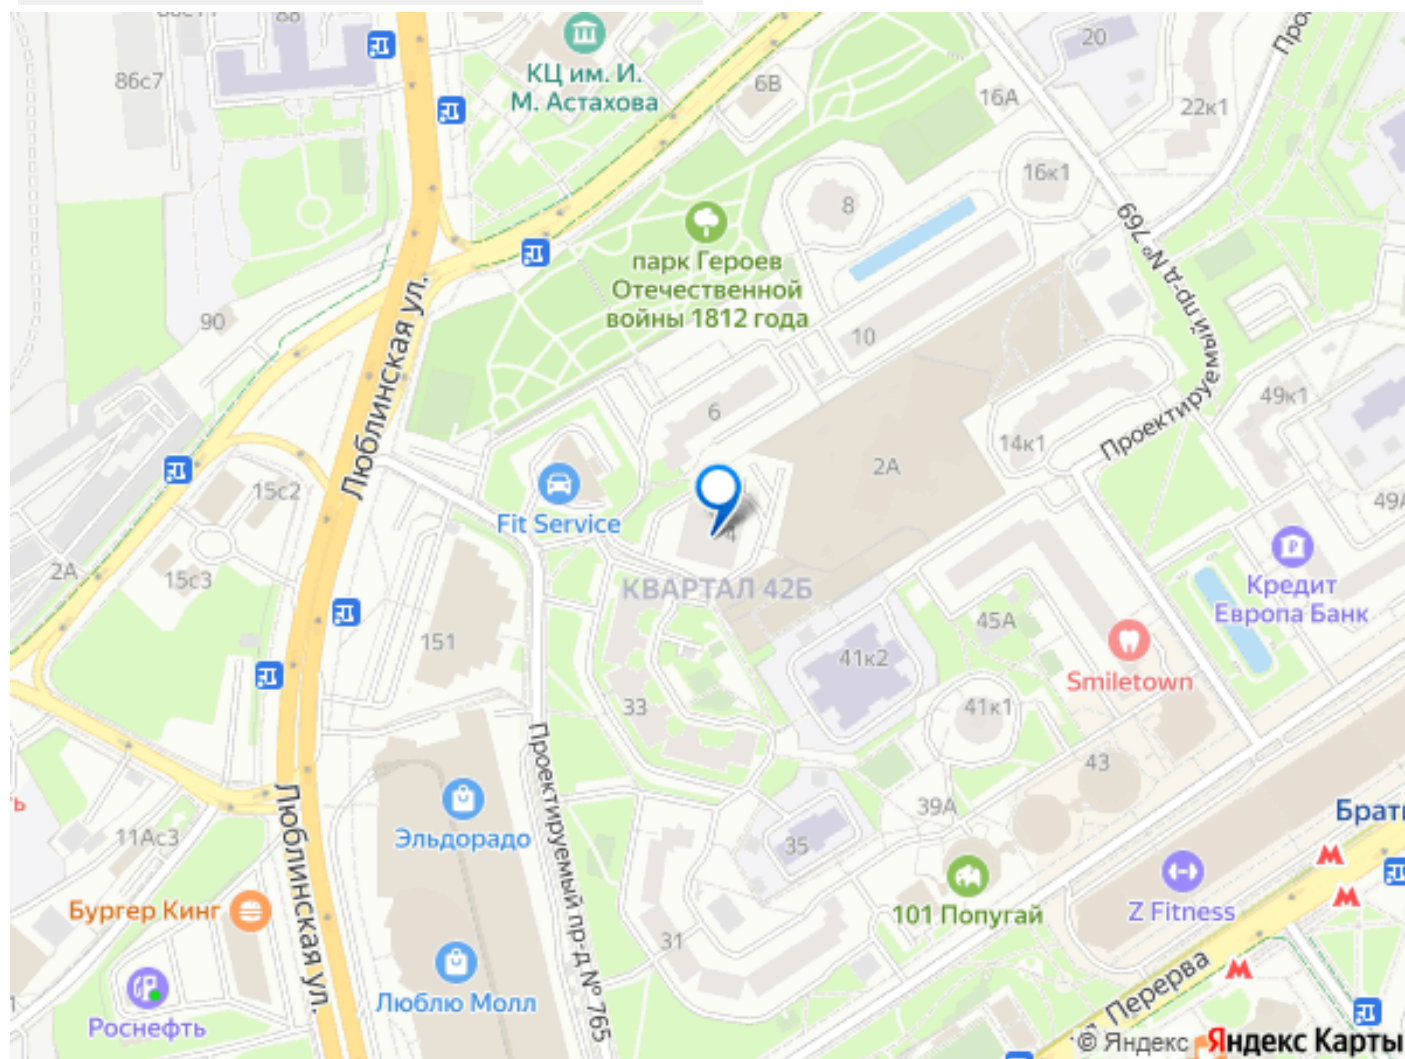 88
86с7
КЦ им. И.
М. Астахова
6В
20
16А
22к1
16к1
8
парк Героев
Отечественной
войны 1812 года
Проектируемый пр-д № 769
90
Люблинская ул.
10
6
49к1
14к1
2А
15с2
Fit Service
4
49А
2А
15с3
КВАРТАЛ 42Б
Кредит
Европа Банк
151
45А
41к2
Smiletown
33
41к1
Проектируемый пр-д № 765
43
Эльдорадо
39А
11Ас3
35
Люблинская ул.
Бургер Кинг
101 Попугай
Z Fitness
31
Люблю Молл
Роснефть
Перерва
© Яндекс Яндекс Карты